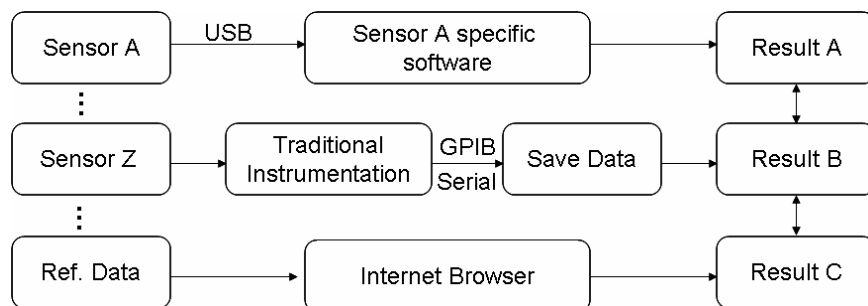 Sensor A
USB
Sensor A specific
software
Result A
Sensor Z
Traditional
Instrumentation
GPIB
Serial
Save Data
Result B
Ref. Data
Internet Browser
Result C